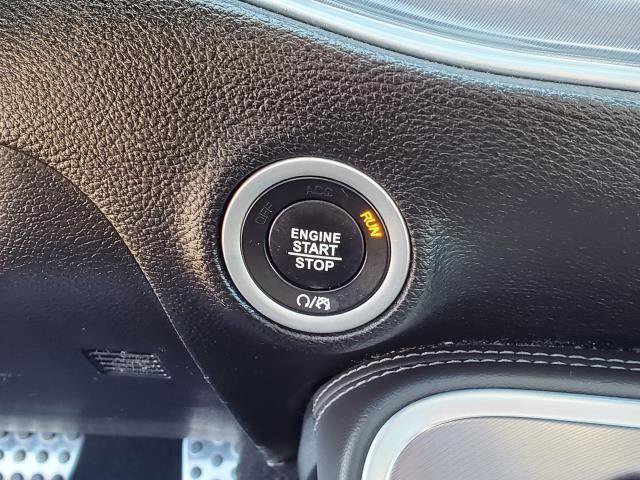 ACC
OFF
RUN
ENGINE
START
STOP